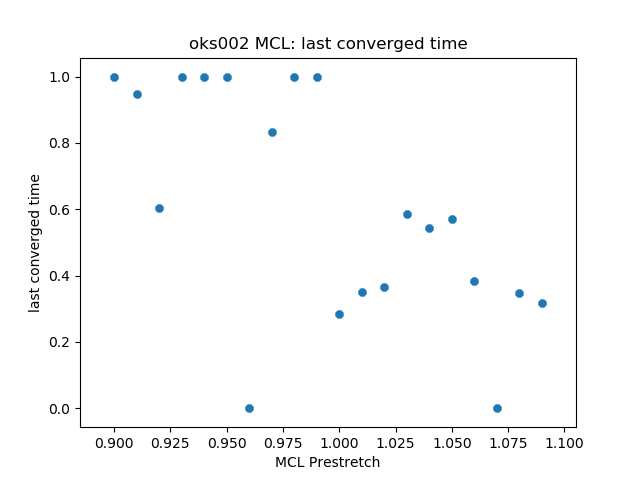 oks002 MCL: last converged time
last converged time
1.0
0.8
0.6
0.4
0.2
0.0
0.900 0.925 0.950 0.975 1.000 1.025 1.050 1.075 1.100
MCL Prestretch